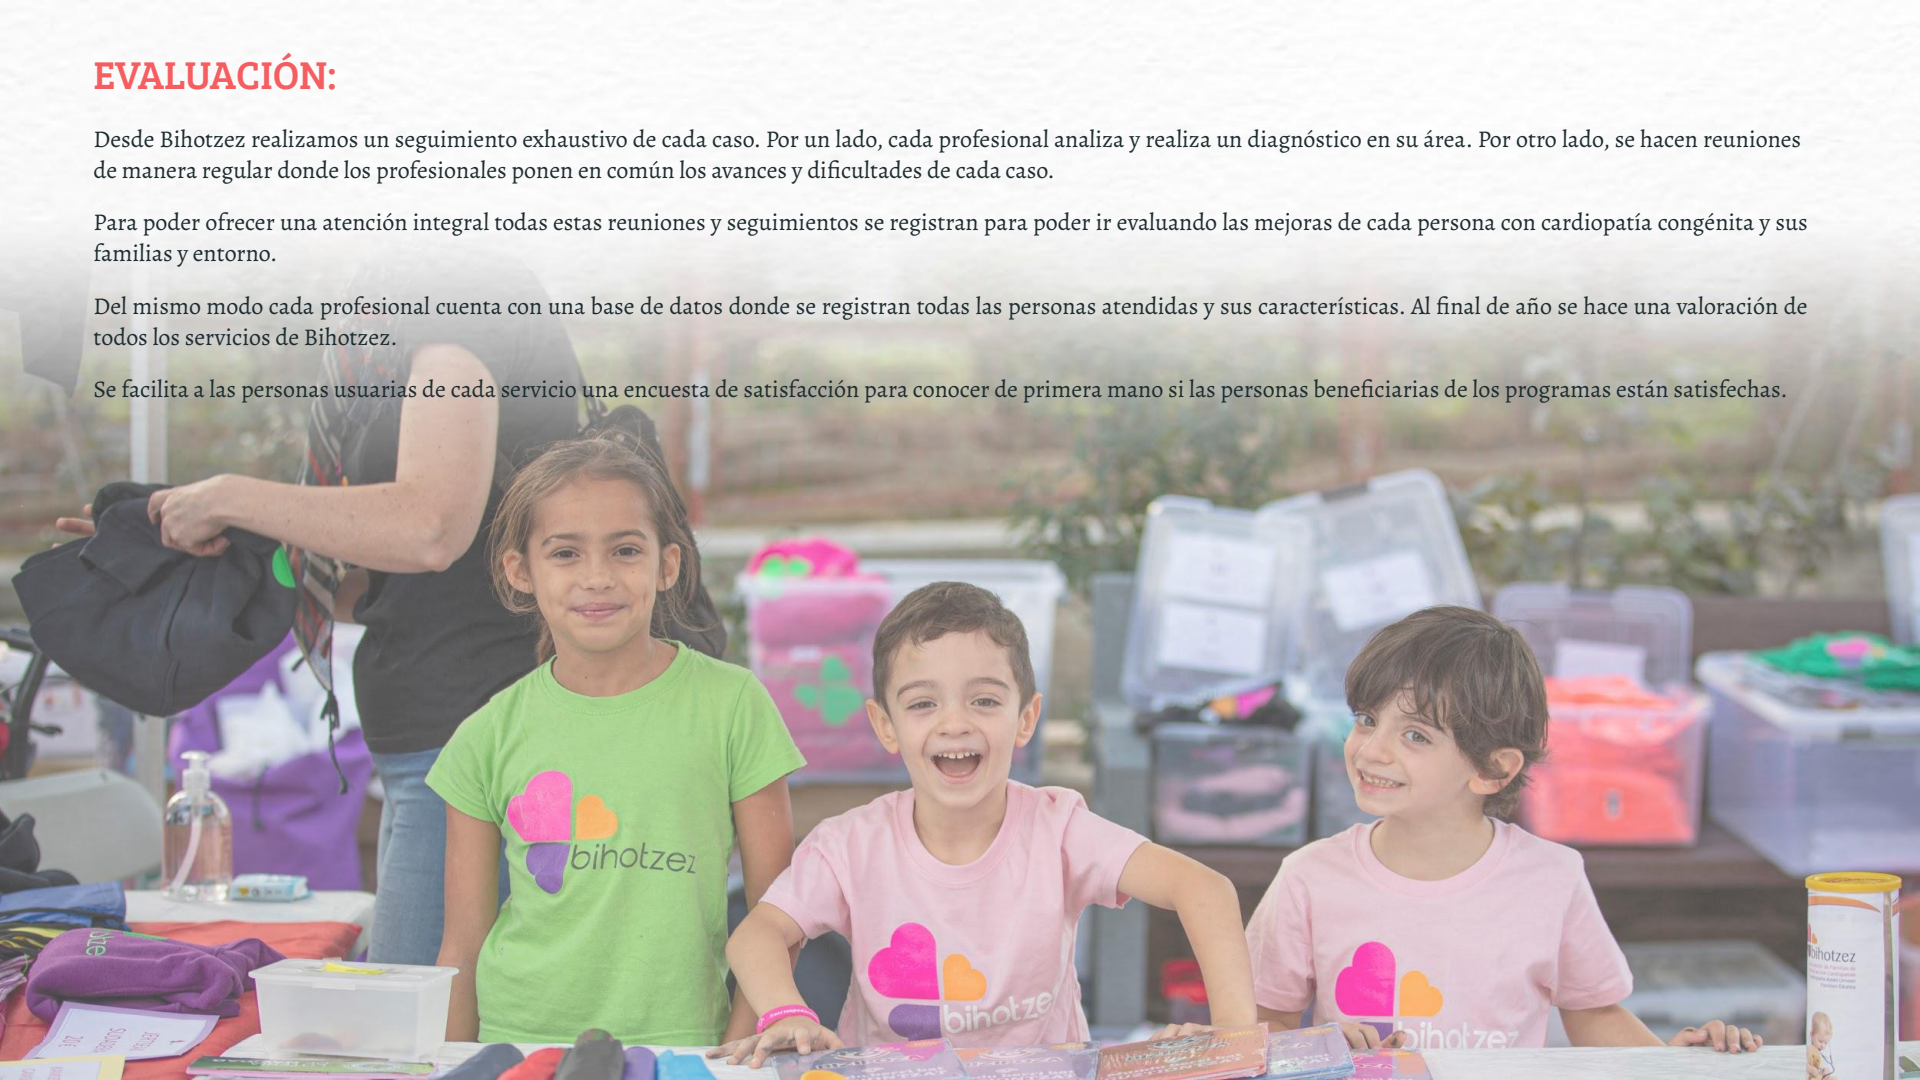 EVALUACIÓN:
Desde Bihotzez realizamos un seguimiento exhaustivo de cada caso. Por un lado, cada profesional analiza y realiza un diagnóstico en su área. Por otro lado, se hacen reuniones
de manera regular donde los profesionales ponen en común los avances y dificultades de cada caso.
Para poder ofrecer una atención integral todas estas reuniones y seguimientos se registran para poder ir evaluando las mejoras de cada persona con cardiopatía congénita y sus
familias y entorno.
Del mismo modo cada profesional cuenta con una base de datos donde se registran todas las personas atendidas y sus características. Al final de año se hace una valoración de
todos los servicios de Bihotzez.
Se facilita a las personas usuarias de cada servicio una encuesta de satisfacción para conocer de primera mano si las personas beneficiarias de los programas están satisfechas.
bihotzez
bihotze
bihotzez
bihotzez